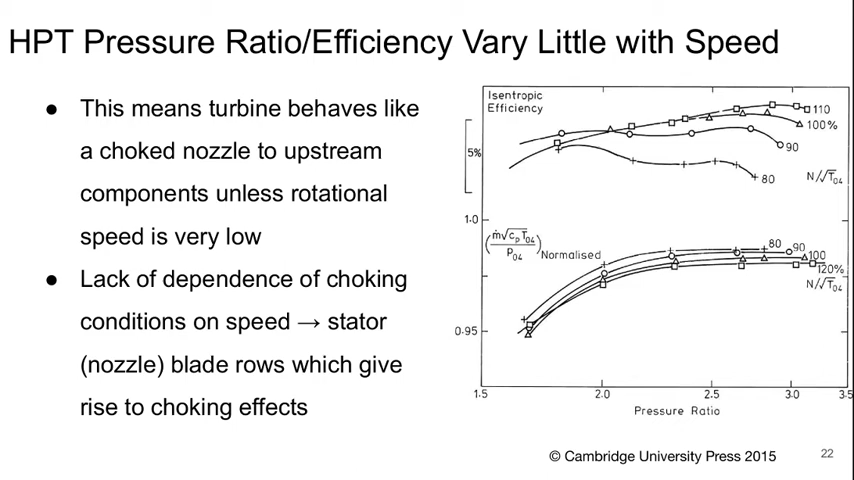 HPT Pressure Ratio/Efficiency Vary Little with Speed
● This means turbine behaves like
a choked nozzle to upstream
components unless rotational
speed is very low
● Lack of dependence of choking
conditions on speed → stator
(nozzle) blade rows which give
rise to choking effects
Isentropic
Efficiency
5%
110
100%
90
80
N/√T04
1.0
(ṁ√cpT04/P04) Normalised
80
90
100
120%
N/√T04
0.95
1.5 2.0 2.5 3.0 3.5
Pressure Ratio
© Cambridge University Press 2015
22